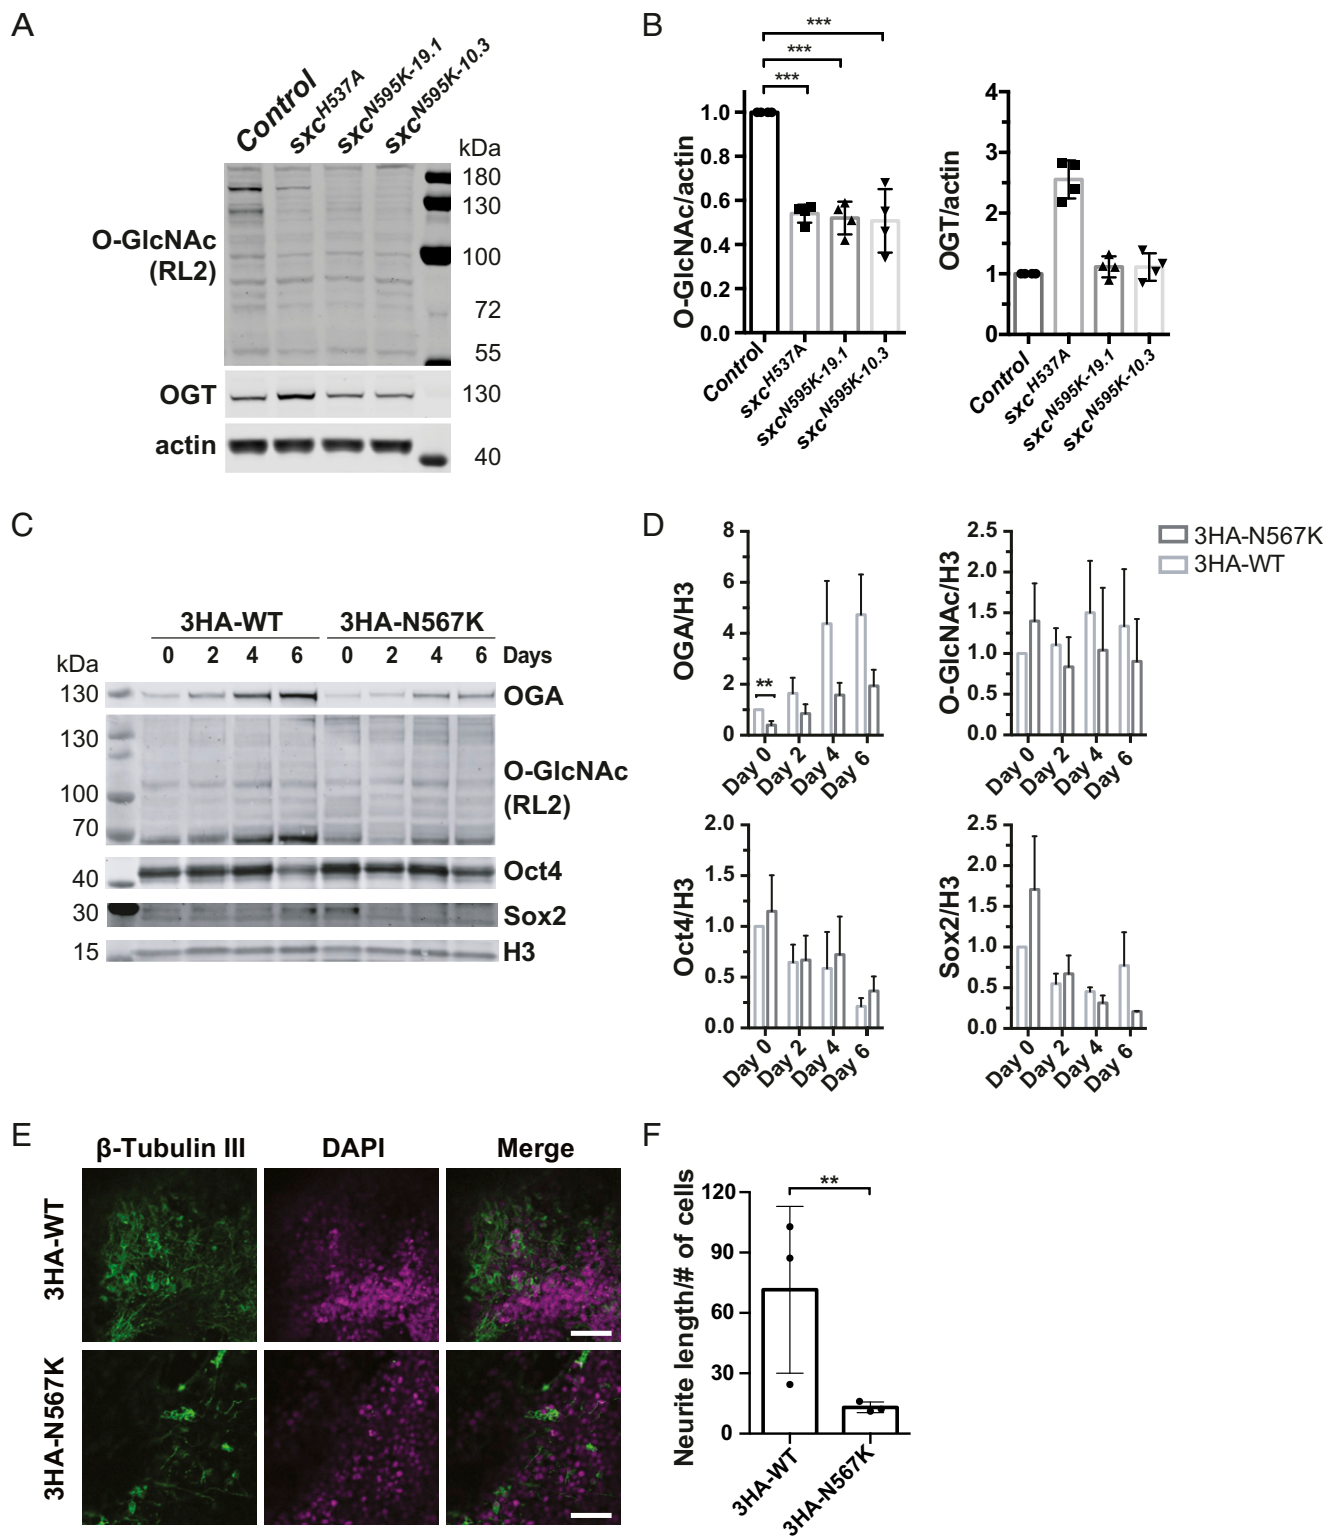 A
Control
sxcH537A
sxcN595K-19.1
sxcN595K-10.3
kDa
180
130
O-GlcNAc
(RL2)
100
72
55
OGT
130
actin
40
B
***
***
***
O-GlcNAc/actin
1.0
0.8
0.6
0.4
0.2
0.0
Control
sxcH537A
sxcN595K-19.1
sxcN595K-10.3
OGT/actin
4
3
2
1
0
Control
sxcH537A
sxcN595K-19.1
sxcN595K-10.3
C
3HA-WT
3HA-N567K
kDa
0 2 4 6 0 2 4 6 Days
130
OGA
130
O-GlcNAc
100
(RL2)
70
40
Oct4
30
Sox2
15
H3
D
OGA/H3
8
6
4
2
0
**
Day 0
Day 2
Day 4
Day 6
O-GlcNAc/H3
2.5
2.0
1.5
1.0
0.5
0.0
Day 0
Day 2
Day 4
Day 6
3HA-N567K
3HA-WT
Oct4/H3
2.0
1.5
1.0
0.5
0.0
Day 0
Day 2
Day 4
Day 6
Sox2/H3
2.5
2.0
1.5
1.0
0.5
0.0
Day 0
Day 2
Day 4
Day 6
E
β-Tubulin III
DAPI
Merge
3HA-WT
3HA-N567K
F
**
Neurite length/# of cells
120
90
60
30
0
3HA-WT
3HA-N567K